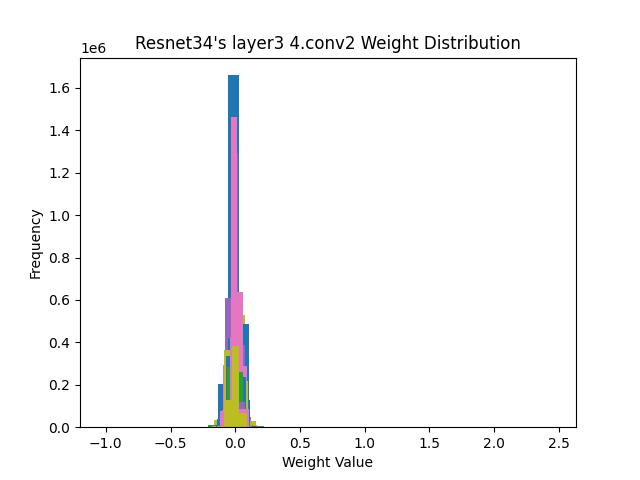 Resnet34's layer3 4.conv2 Weight Distribution
1e6
1.6
1.4
1.2
1.0
0.8
0.6
0.4
0.2
0.0
Frequency
−1.0 −0.5 0.0 0.5 1.0 1.5 2.0 2.5
Weight Value